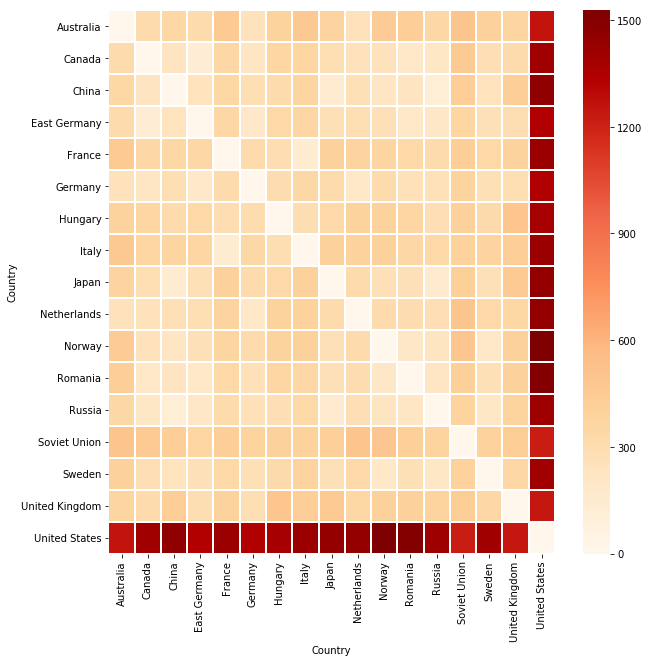 Country
Australia
Canada
China
East Germany
France
Germany
Hungary
Italy
Japan
Netherlands
Norway
Romania
Russia
Soviet Union
Sweden
United Kingdom
United States
Australia
Canada
China
East Germany
France
Germany
Hungary
Italy
Japan
Netherlands
Norway
Romania
Russia
Soviet Union
Sweden
United Kingdom
United States
Country
1500
1200
900
600
300
0